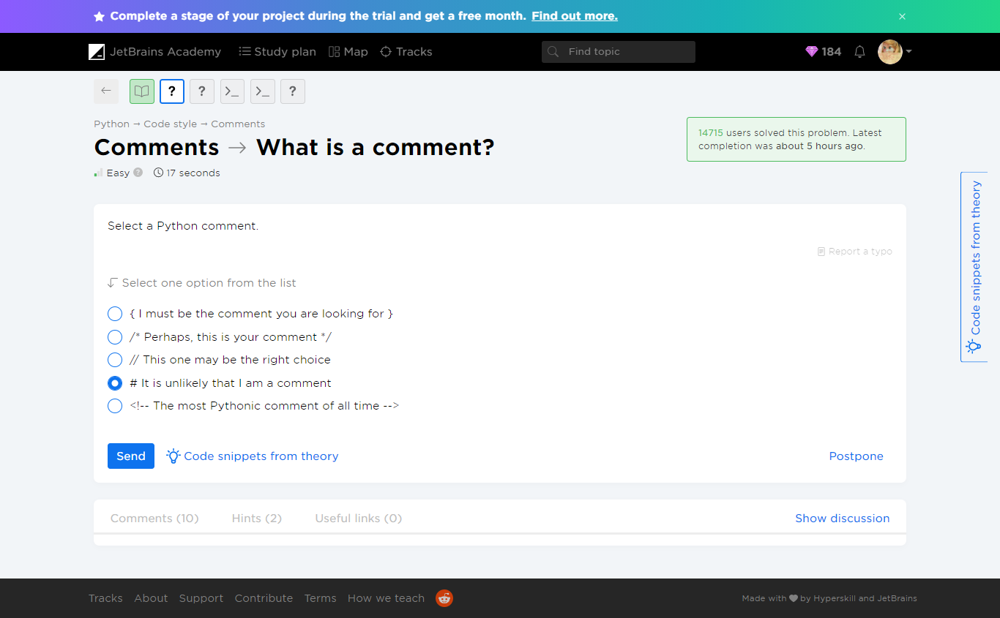 Complete a stage of your project during the trial and get a free month. Find out more.
JetBrains Academy Study plan Map Tracks Find topic 184
Python → Code style → Comments
Comments → What is a comment?
Easy 17 seconds
14715 users solved this problem. Latest
completion was about 5 hours ago.
Code snippets from theory
Select a Python comment.
Report a typo
Select one option from the list
{ I must be the comment you are looking for }
/* Perhaps, this is your comment */
// This one may be the right choice
# It is unlikely that I am a comment
<!-- The most Pythonic comment of all time -->
Send Code snippets from theory Postpone
Comments (10) Hints (2) Useful links (0) Show discussion
Tracks About Support Contribute Terms How we teach Made with ♥ by Hyperskill and JetBrains